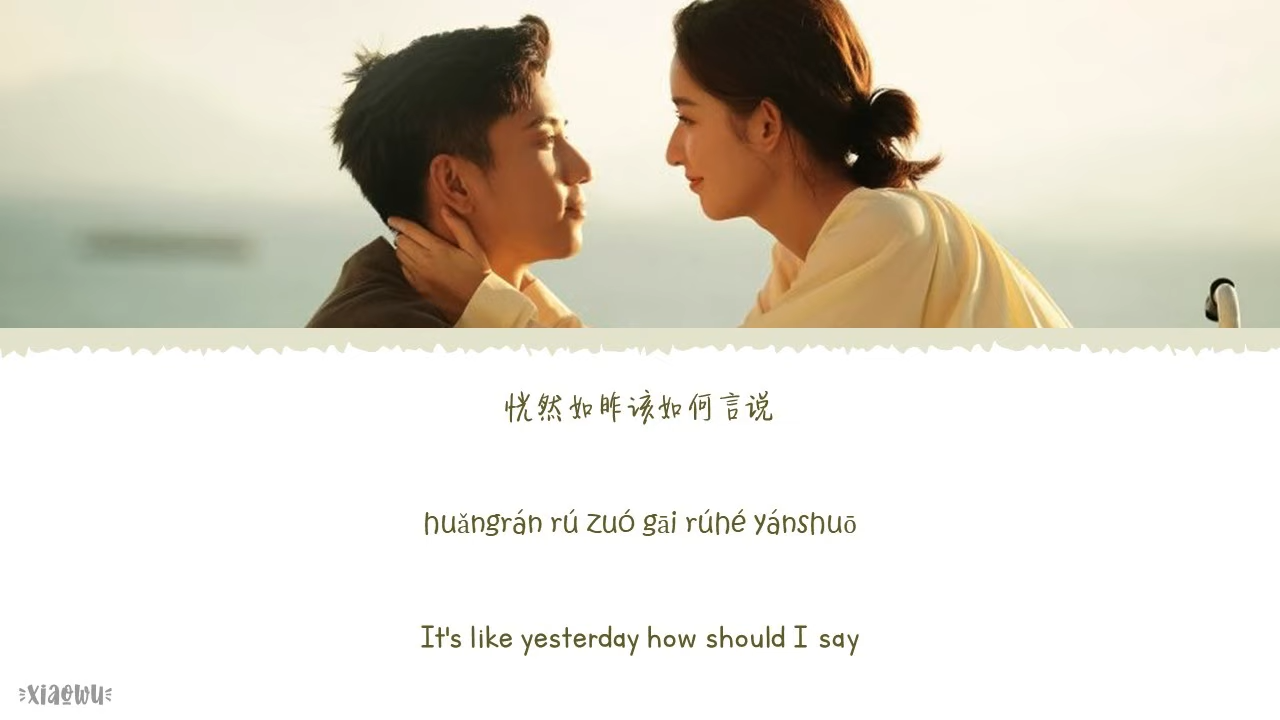 恍然如昨该如何言说
huǎngrán rú zuó gāi rúhé yánshuō
It's like yesterday how should I say
xiaowu